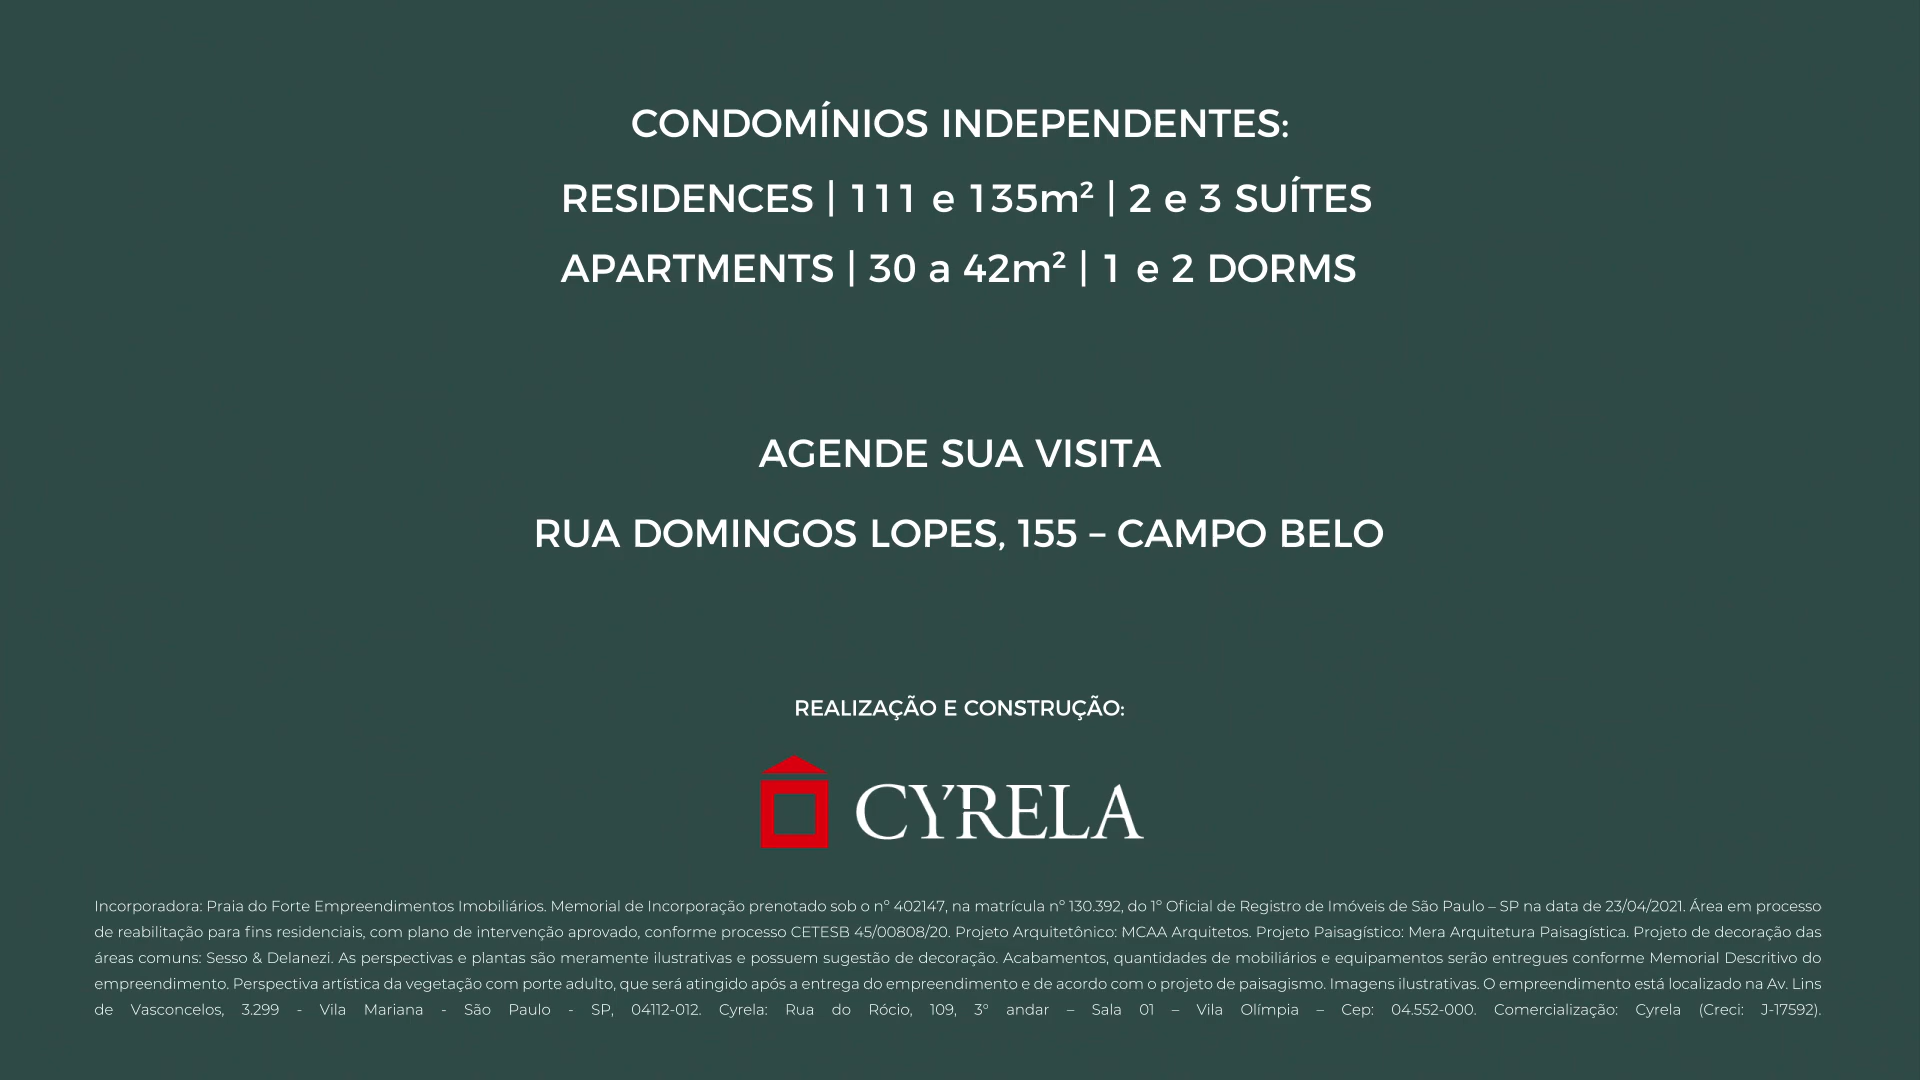 CONDOMÍNIOS INDEPENDENTES:
RESIDENCES | 111 e 135m² | 2 e 3 SUÍTES
APARTMENTS | 30 a 42m² | 1 e 2 DORMS
AGENDE SUA VISITA
RUA DOMINGOS LOPES, 155 – CAMPO BELO
REALIZAÇÃO E CONSTRUÇÃO:
CYRELA
Incorporadora: Praia do Forte Empreendimentos Imobiliários. Memorial de Incorporação prenotado sob o nº 402147, na matrícula nº 130.392, do 1º Oficial de Registro de Imóveis de São Paulo – SP na data de 23/04/2021. Área em processo
de reabilitação para fins residenciais, com plano de intervenção aprovado, conforme processo CETESB 45/00808/20. Projeto Arquitetônico: MCAA Arquitetos. Projeto Paisagístico: Mera Arquitetura Paisagística. Projeto de decoração das
áreas comuns: Sesso & Delanezi. As perspectivas e plantas são meramente ilustrativas e possuem sugestão de decoração. Acabamentos, quantidades de mobiliários e equipamentos serão entregues conforme Memorial Descritivo do
empreendimento. Perspectiva artística da vegetação com porte adulto, que será atingido após a entrega do empreendimento e de acordo com o projeto de paisagismo. Imagens ilustrativas. O empreendimento está localizado na Av. Lins
de Vasconcelos, 3.299 - Vila Mariana - São Paulo - SP, 04112-012. Cyrela: Rua do Rócio, 109, 3º andar – Sala 01 – Vila Olímpia – Cep: 04.552-000. Comercialização: Cyrela (Creci: J-17592).